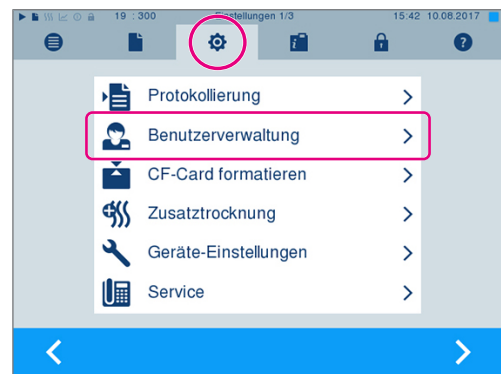 19 : 300 Einstellungen 1/3 15:42 10.08.2017
Protokollierung
Benutzerverwaltung
CF-Card formatieren
Zusatztrocknung
Geräte-Einstellungen
Service